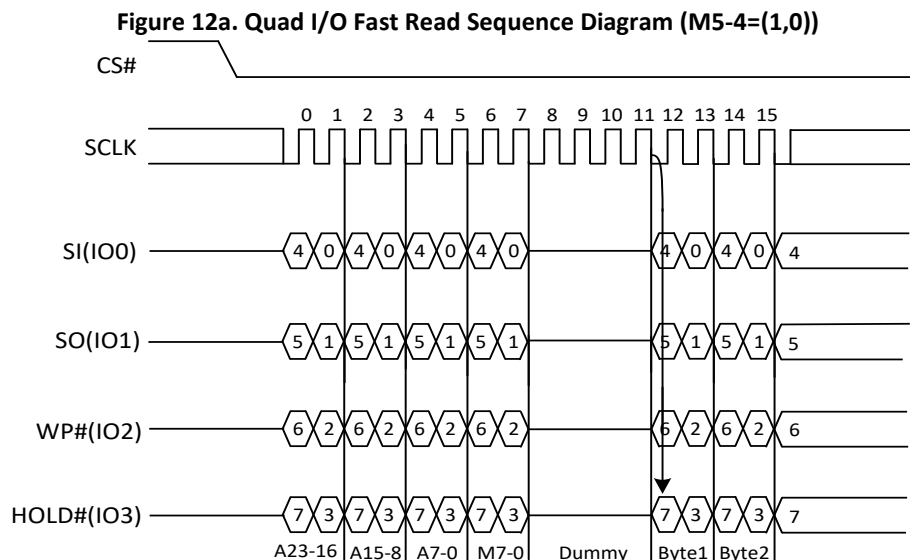 Figure 12a. Quad I/O Fast Read Sequence Diagram (M5-4=(1,0))
CS#
0 1 2 3 4 5 6 7 8 9 10 11 12 13 14 15
SCLK
SI(IO0) 4 0 4 0 4 0 4 0 4 0 4 0 4
SO(IO1) 5 1 5 1 5 1 5 1 5 1 5 1 5
WP#(IO2) 6 2 6 2 6 2 6 2 6 2 6 2 6
HOLD#(IO3) 7 3 7 3 7 3 7 3 7 3 7 3 7
A23-16 A15-8 A7-0 M7-0 Dummy Byte1 Byte2